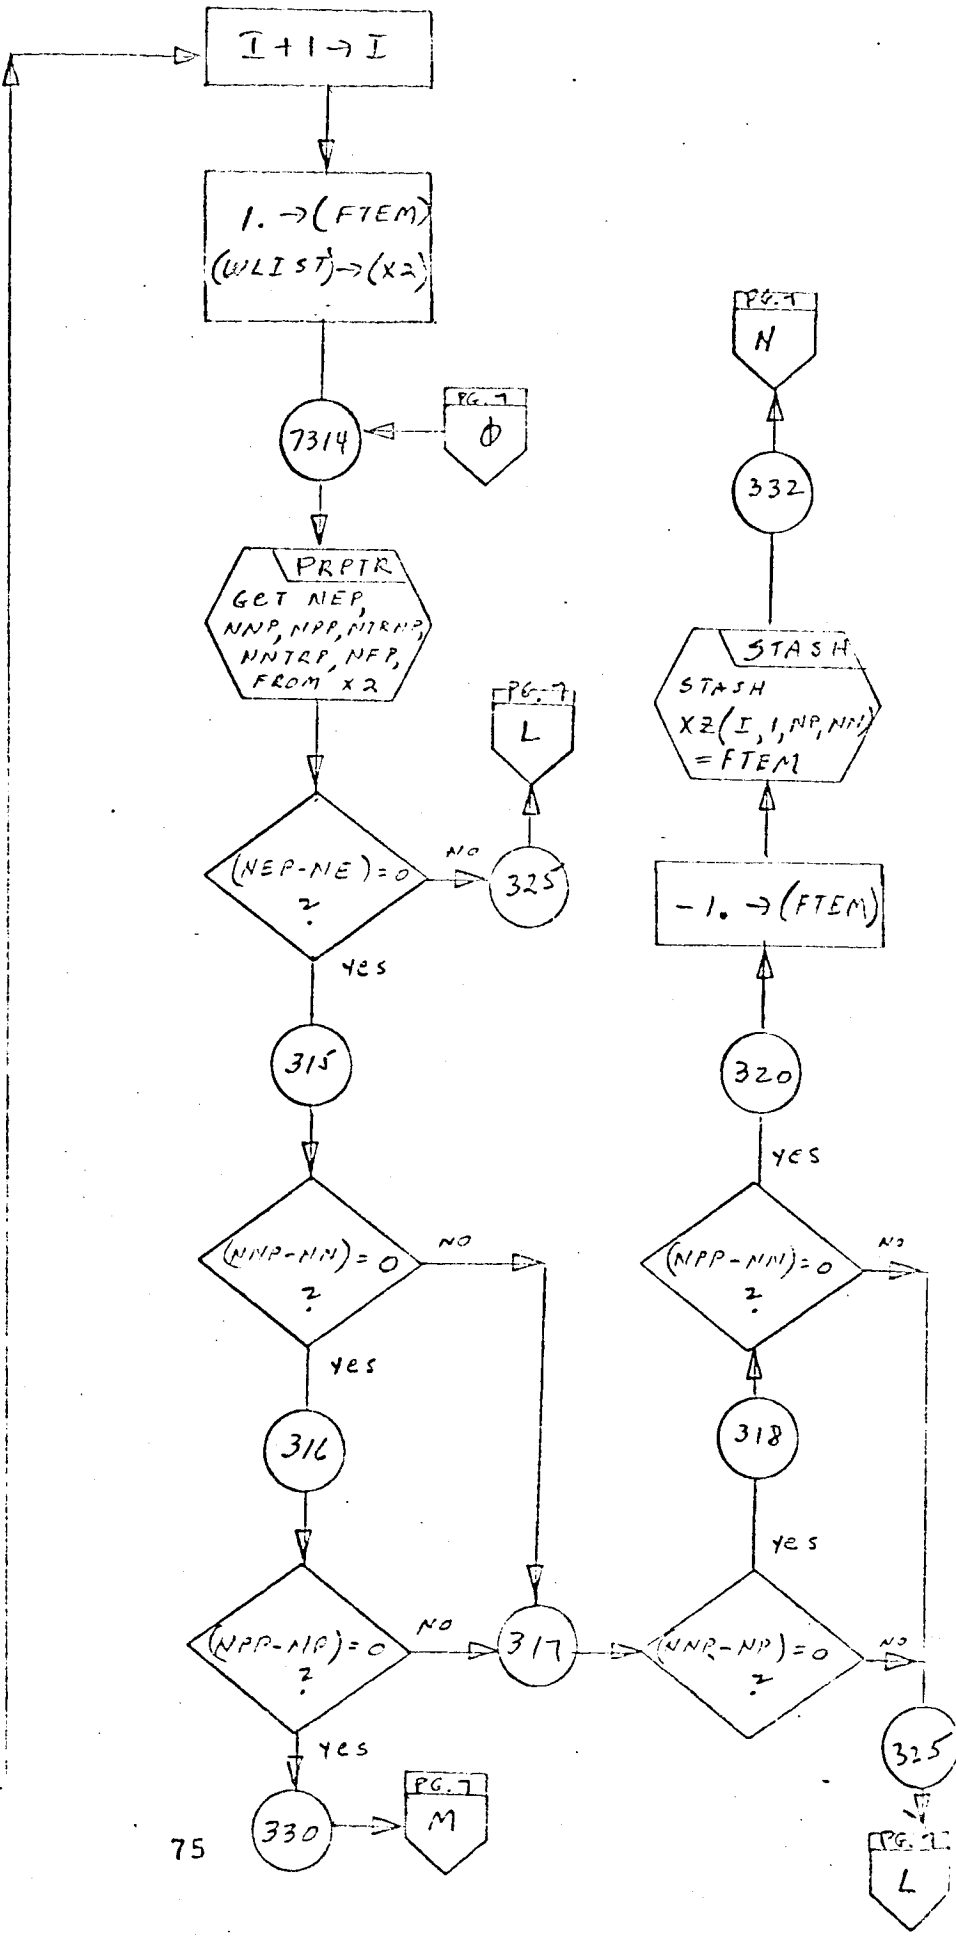 I + 1 → I
1. → (FTEM)
(WLIST) → (X2)
PG. 7
N
7314
PG. 7
φ
332
PRPTR
GET NEP,
NNP, NPP, NTRNP,
NNTRP, NFP,
FROM X2
STASH
STASH
XZ(I, 1, NP, NN)
= FTEM
PG. 7
L
(NEP-NE) = 0
?
NO
325
yes
- 1. → (FTEM)
315
320
yes
(NNP-NN) = 0
?
NO
yes
(NPP-NN) = 0
?
NO
316
318
yes
(NPP-NP) = 0
?
NO
317
(NNP-NP) = 0
?
NO
yes
330
PG. 7
M
325
PG. 7
L
75